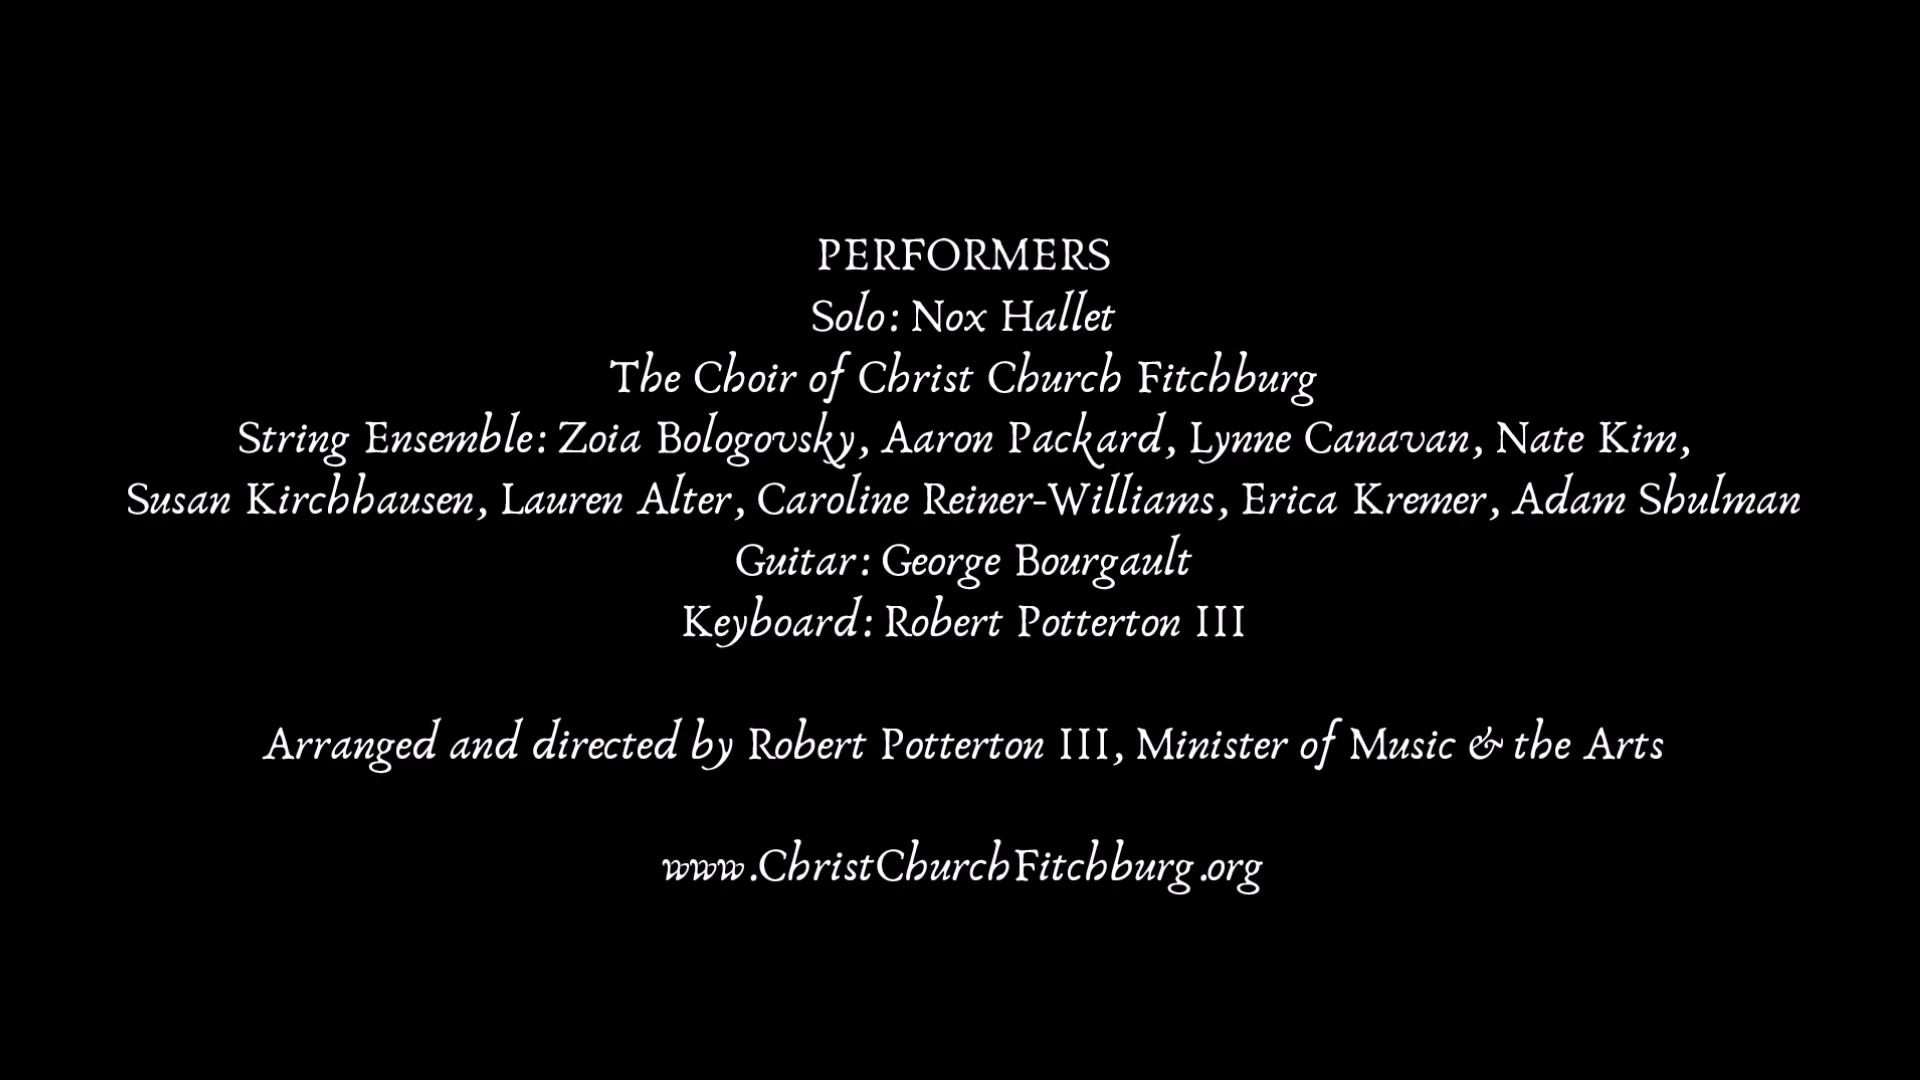 PERFORMERS
Solo: Nox Hallet
The Choir of Christ Church Fitchburg
String Ensemble: Zoia Bologovsky, Aaron Packard, Lynne Canavan, Nate Kim,
Susan Kirchhausen, Lauren Alter, Caroline Reiner-Williams, Erica Kremer, Adam Shulman
Guitar: George Bourgault
Keyboard: Robert Potterton III
Arranged and directed by Robert Potterton III, Minister of Music & the Arts
www.ChristChurchFitchburg.org